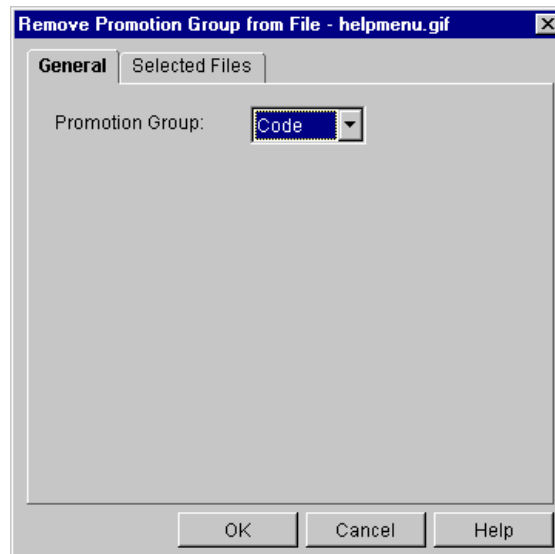 Remove Promotion Group from File - helpmenu.gif
General Selected Files
Promotion Group: Code
OK Cancel Help